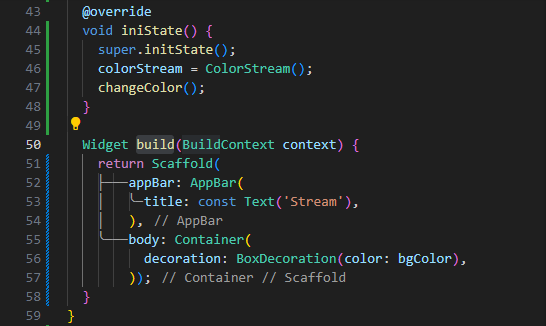 43 @override
44 void iniState() {
45 super.initState();
46 colorStream = ColorStream();
47 changeColor();
48 }
49
50 Widget build(BuildContext context) {
51 return Scaffold(
52 appBar: AppBar(
53 title: const Text('Stream'),
54 ), // AppBar
55 body: Container(
56 decoration: BoxDecoration(color: bgColor),
57 )); // Container // Scaffold
58 }
59 }